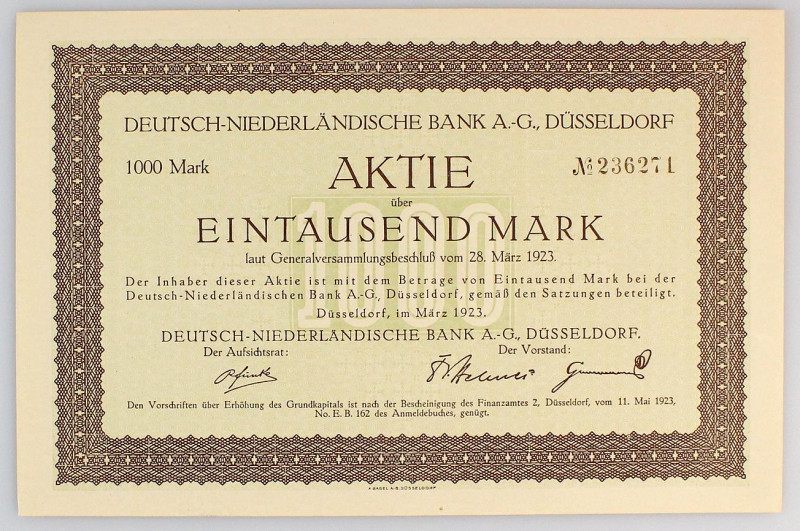 DEUTSCH-NIEDERLÄNDISCHE BANK A.-G., DÜSSELDORF
1000 Mark AKTIE № 236271
über
1000
EINTAUSEND MARK
laut Generalversammlungsbeschluß vom 28. März 1923.
Der Inhaber dieser Aktie ist mit dem Betrage von Eintausend Mark bei der
Deutsch-Niederländischen Bank A.-G., Düsseldorf, gemäß den Satzungen beteiligt.
Düsseldorf, im März 1923.
DEUTSCH-NIEDERLÄNDISCHE BANK A.-G., DÜSSELDORF.
Der Aufsichtsrat: Der Vorstand:
Den Vorschriften über Erhöhung des Grundkapitals ist nach der Bescheinigung des Finanzamtes 2, Düsseldorf, vom 11. Mai 1923,
No. E. B. 162 des Anmeldebuches, genügt.
BAGEL A-G. DÜSSELDORF